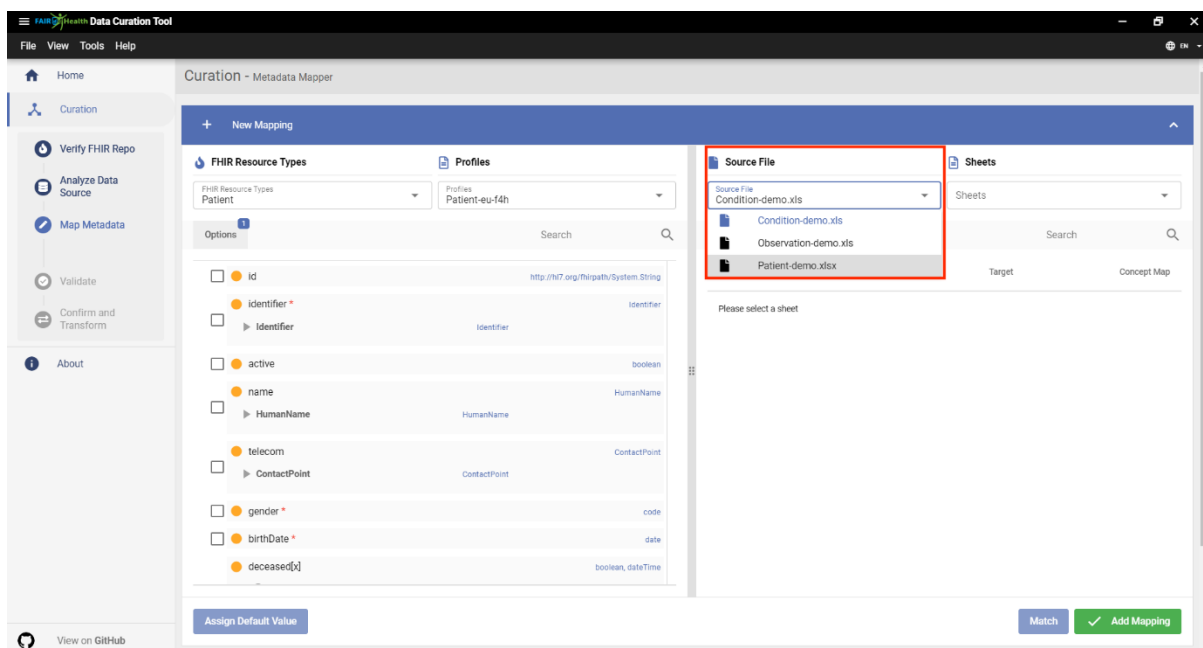 FAIR4Health Data Curation Tool
File View Tools Help
EN
Home
Curation
Verify FHIR Repo
Analyze Data
Source
Map Metadata
Validate
Confirm and
Transform
About
View on GitHub
Curation - Metadata Mapper
+ New Mapping
FHIR Resource Types
Profiles
FHIR Resource Types
Patient
Profiles
Patient-eu-f4h
Options
1
Search
id
http://hl7.org/fhirpath/System.String
identifier *
Identifier
Identifier
Identifier
active
boolean
name
HumanName
HumanName
HumanName
telecom
ContactPoint
ContactPoint
ContactPoint
gender *
code
birthDate *
date
deceased[x]
boolean, dateTime
Source File
Sheets
Source File
Condition-demo.xls
Sheets
Condition-demo.xls
Observation-demo.xls
Patient-demo.xlsx
Search
Target
Concept Map
Please select a sheet
Assign Default Value
Match
Add Mapping